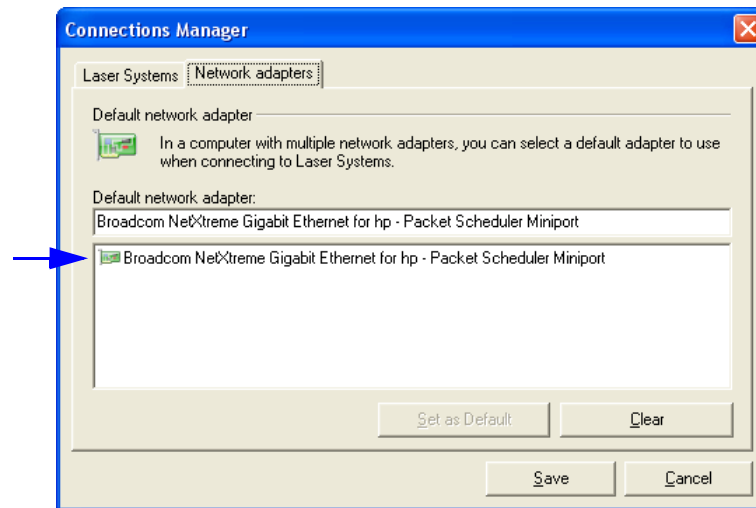 Connections Manager
Laser Systems
Network adapters
Default network adapter
In a computer with multiple network adapters, you can select a default adapter to use
when connecting to Laser Systems.
Default network adapter:
Broadcom NetXtreme Gigabit Ethernet for hp - Packet Scheduler Miniport
Broadcom NetXtreme Gigabit Ethernet for hp - Packet Scheduler Miniport
Set as Default
Clear
Save
Cancel